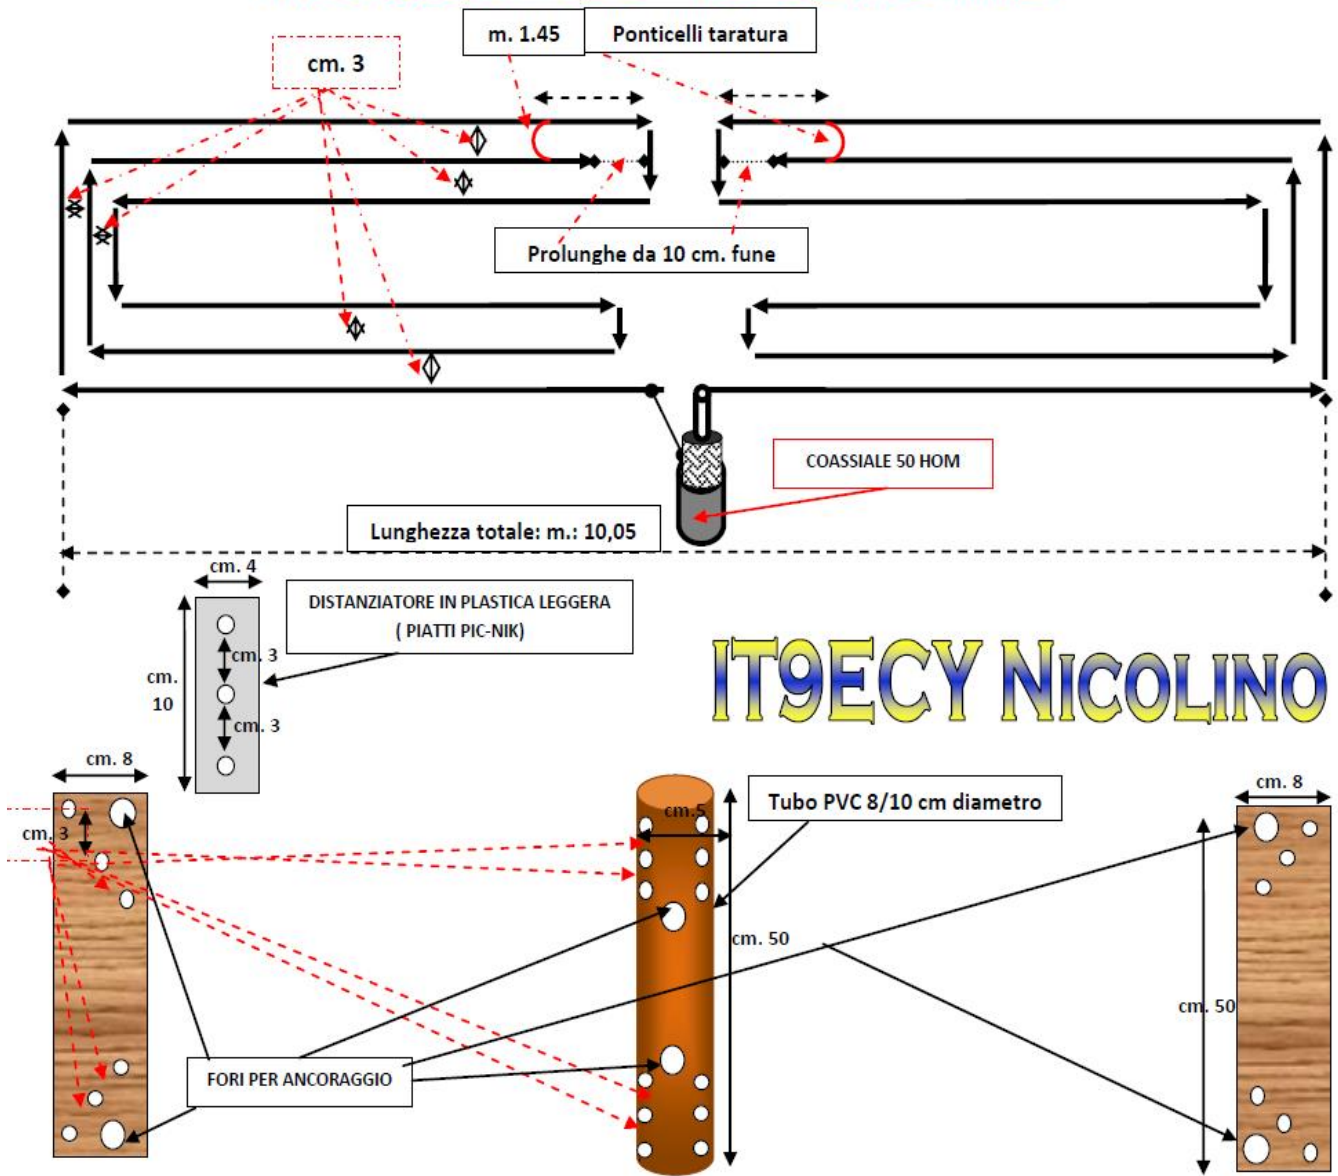 m. 1.45
Ponticelli taratura
cm. 3
Prolunghe da 10 cm. fune
COASSIALE 50 HOM
Lunghezza totale: m.: 10,05
cm. 4
DISTANZIATORE IN PLASTICA LEGGERA
( PIATTI PIC-NIK)
cm. 3
cm.
10
cm. 3
IT9ECY NICOLINO
cm. 8
cm. 3
cm.5
Tubo PVC 8/10 cm diametro
cm. 8
cm. 50
cm. 50
FORI PER ANCORAGGIO